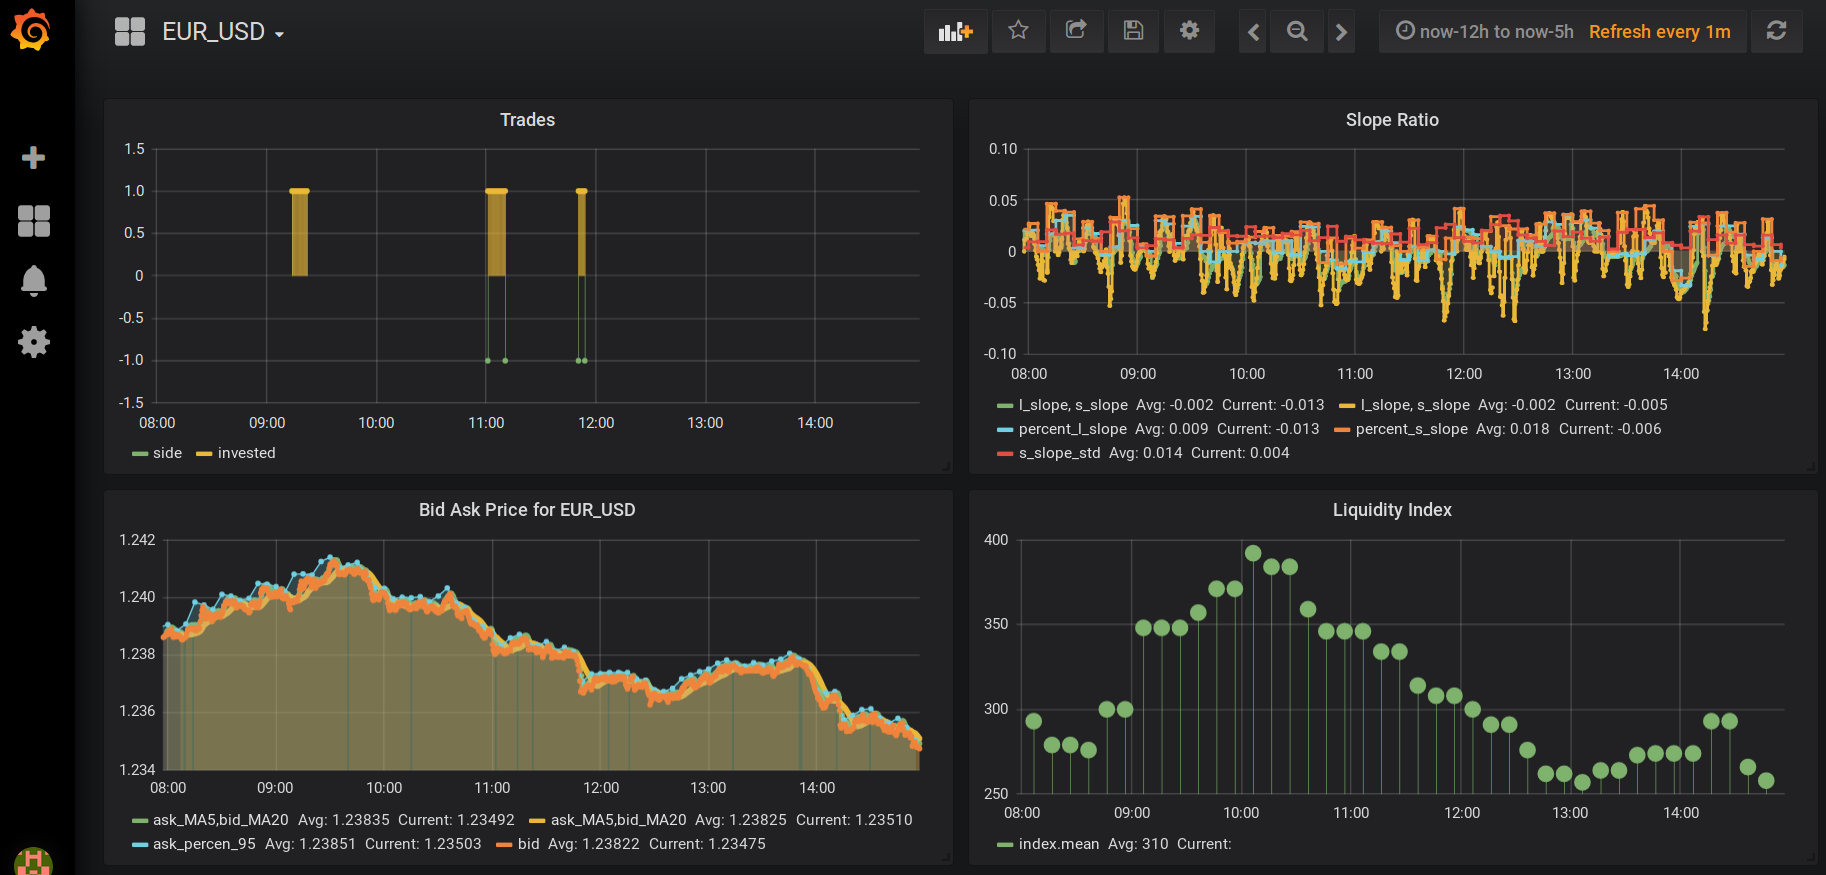 EUR_USD
now-12h to now-5h Refresh every 1m
Trades
1.5
1.0
0.5
0
-0.5
-1.0
-1.5
08:00 09:00 10:00 11:00 12:00 13:00 14:00
side invested
Slope Ratio
0.10
0.05
0
-0.05
-0.10
08:00 09:00 10:00 11:00 12:00 13:00 14:00
l_slope, s_slope Avg: -0.002 Current: -0.013 l_slope, s_slope Avg: -0.002 Current: -0.005
percent_l_slope Avg: 0.009 Current: -0.013 percent_s_slope Avg: 0.018 Current: -0.006
s_slope_std Avg: 0.014 Current: 0.004
Bid Ask Price for EUR_USD
1.242
1.240
1.238
1.236
1.234
08:00 09:00 10:00 11:00 12:00 13:00 14:00
ask_MA5,bid_MA20 Avg: 1.23835 Current: 1.23492 ask_MA5,bid_MA20 Avg: 1.23825 Current: 1.23510
ask_percen_95 Avg: 1.23851 Current: 1.23503 bid Avg: 1.23822 Current: 1.23475
Liquidity Index
400
350
300
250
08:00 09:00 10:00 11:00 12:00 13:00 14:00
index.mean Avg: 310 Current: